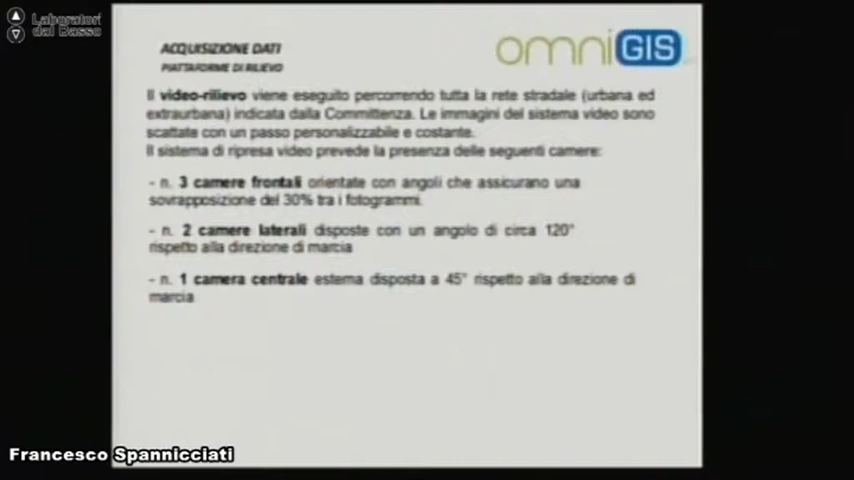 Laboratori
dal Basso
ACQUISIZIONE DATI
PIATTAFORME DI RILIEVO
omniGIS
Il video-rilievo viene eseguito percorrendo tutta la rete stradale (urbana ed
extraurbana) indicata dalla Committenza. Le immagini del sistema video sono
scattate con un passo personalizzabile e costante.
Il sistema di ripresa video prevede la presenza delle seguenti camere:
- n. 3 camere frontali orientate con angoli che assicurano una
sovrapposizione del 30% tra i fotogrammi.
- n. 2 camere laterali disposte con un angolo di circa 120°
rispetto alla direzione di marcia
- n. 1 camera centrale esterna disposta a 45° rispetto alla direzione di
marcia
Francesco Spannicciati